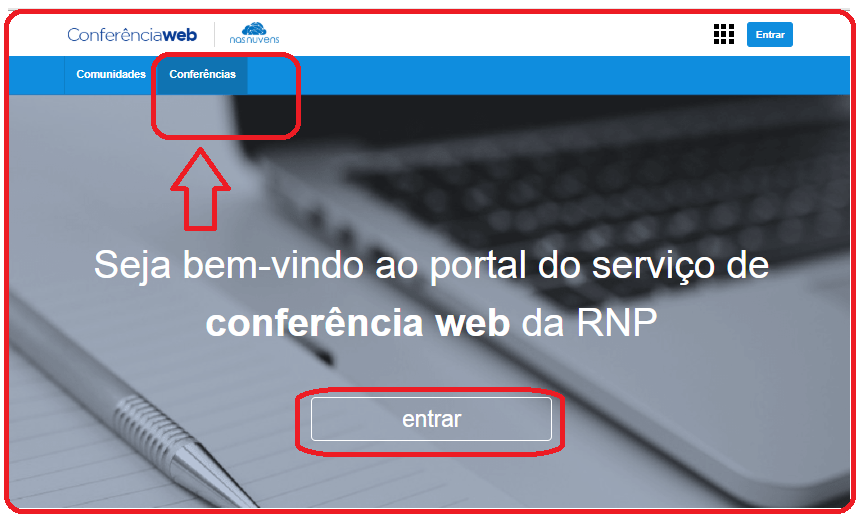 Conferênciaweb
nasnuvens
Entrar
Comunidades
Conferências
Seja bem-vindo ao portal do serviço de
conferência web da RNP
entrar